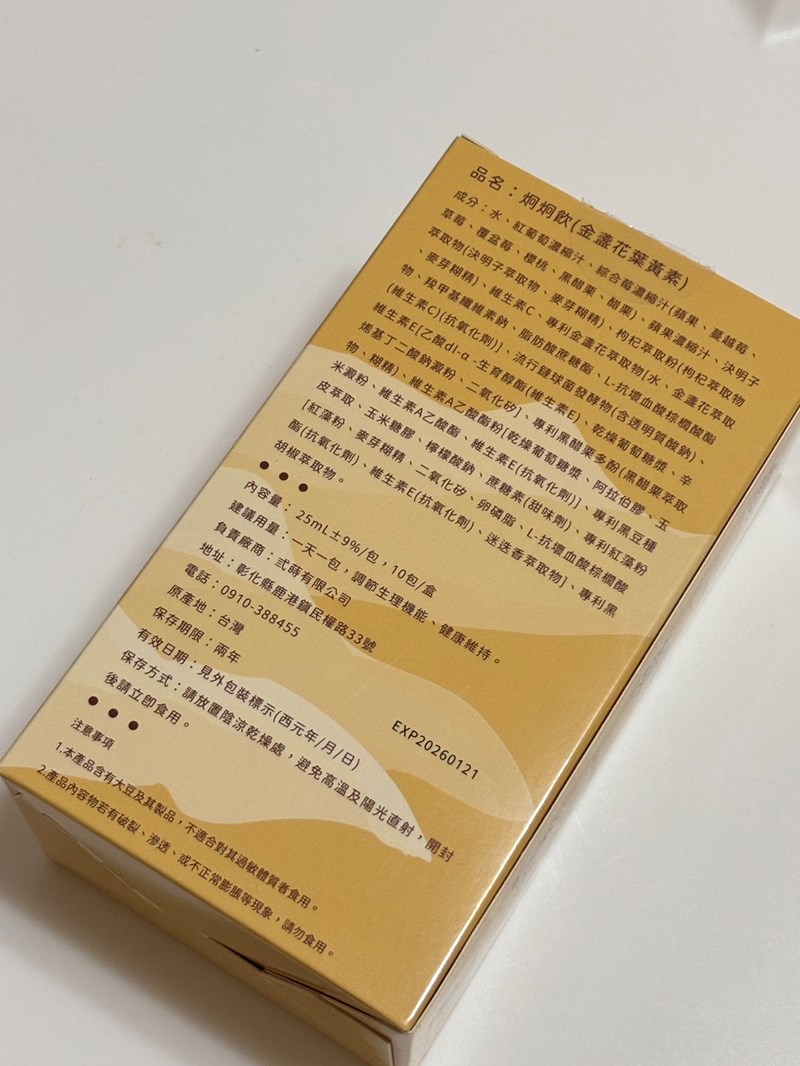 品名：炯炯飲(金盞花葉黃素)
成分：水、紅葡萄濃縮汁、綜合莓濃縮汁(蘋果、蔓越莓、
草莓、覆盆莓、櫻桃、黑醋果、醋果)、蘋果濃縮汁、決明子
萃取物(決明子萃取物、麥芽糊精)、枸杞萃取粉(枸杞萃取物
、麥芽糊精)、維生素C、專利金盞花萃取物[水、金盞花萃取
物、羧甲基纖維素鈉、脂肪酸蔗糖酯、L-抗壞血酸棕櫚酸酯
(維生素C)(抗氧化劑)]、流行鏈球菌發酵物(含透明質酸鈉)、
維生素E[乙酸dl-α -生育醇酯(維生素E)、乾燥葡萄糖漿、辛
烯基丁二酸鈉澱粉、二氧化矽]、專利黑醋果多酚(黑醋栗萃取
物、糊精)、維生素A乙酸酯粉[乾燥葡萄糖漿、阿拉伯膠、玉
米澱粉、維生素A乙酸酯、維生素E(抗氧化劑)]、專利黑豆種
皮萃取、玉米糖膠、檸檬酸鈉、蔗糖素(甜味劑)、專利紅藻粉
[紅藻粉、麥芽糊精、二氧化矽、卵磷脂、L-抗壞血酸棕櫚酸
酯(抗氧化劑)、維生素E(抗氧化劑)、迷迭香萃取物]、專利黑
胡椒萃取物。
內容量：25mL±9%/包，10包/盒
建議用量：一天一包，調節生理機能、健康維持。
負責廠商：弍蒔有限公司
地址：彰化縣鹿港鎮民權路33號
電話：0910-388455
原產地：台灣
保存期限：兩年
有效日期：見外包裝標示(西元年/月/日)
EXP20260121
保存方式：請放置陰涼乾燥處，避免高溫及陽光直射，開封
後請立即食用。
注意事項
1.本產品含有大豆及其製品，不適合對其過敏體質者食用。
2.產品內容物若有破裂、滲透、或不正常膨脹等現象，請勿食用。